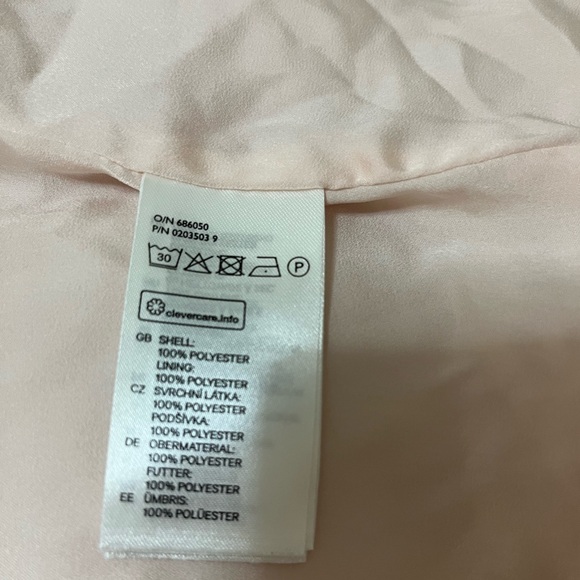 O/N 686050
P/N 0203503 9
30 P
clevercare.info
GB SHELL:
100% POLYESTER
LINING:
100% POLYESTER
CZ SVRCHNÍ LÁTKA:
100% POLYESTER
PODŠÍVKA:
100% POLYESTER
DE OBERMATERIAL:
100% POLYESTER
FUTTER:
100% POLYESTER
EE ÜMBRIS:
100% POLÜESTER